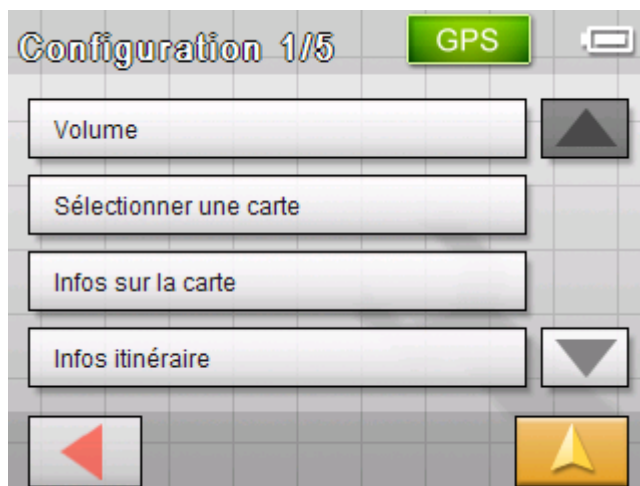 Configuration 1/5
GPS
Volume
Sélectionner une carte
Infos sur la carte
Infos itinéraire